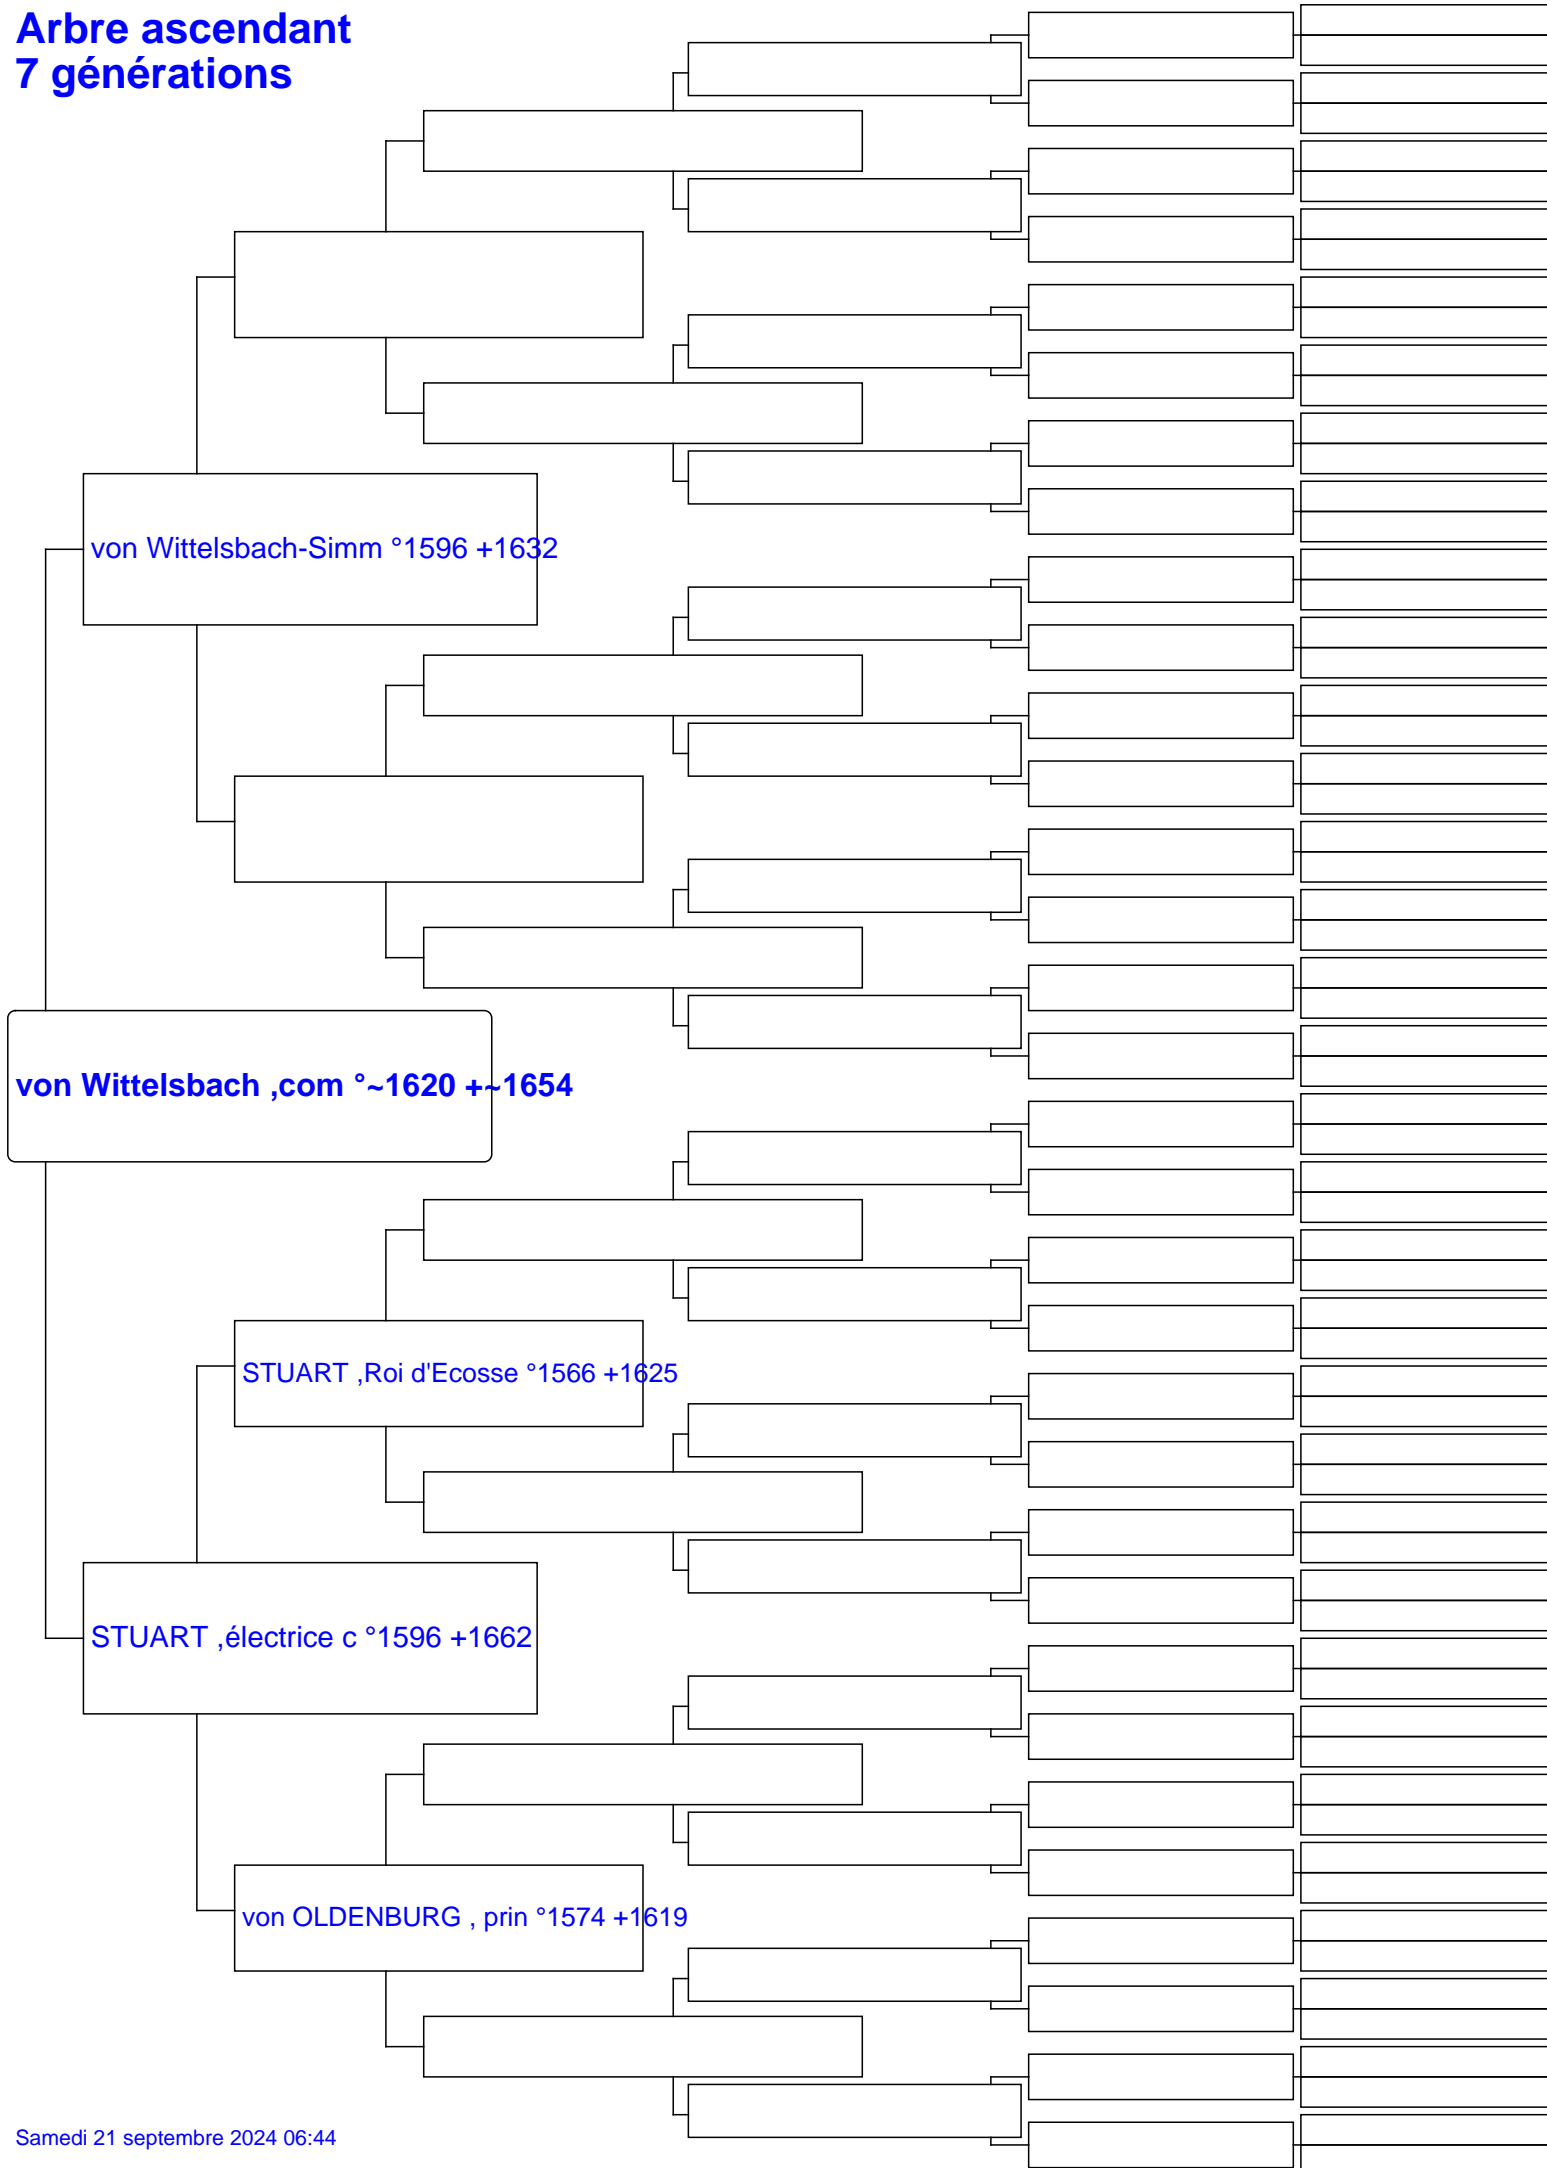 Arbre ascendant
7 générations
von Wittelsbach-Simm °1596 +1632
von Wittelsbach ,com °~1620 +~1654
STUART ,Roi d'Ecosse °1566 +1625
STUART ,électrice c °1596 +1662
von OLDENBURG , prin °1574 +1619
Samedi 21 septembre 2024 06:44